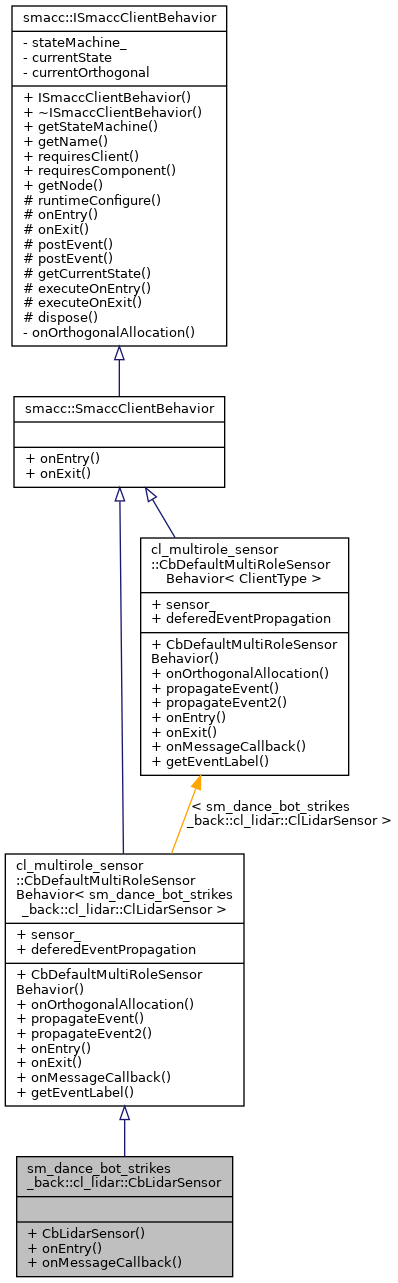 smacc::ISmaccClientBehavior
- stateMachine_
- currentState
- currentOrthogonal
+ ISmaccClientBehavior()
+ ~ISmaccClientBehavior()
+ getStateMachine()
+ getName()
+ requiresClient()
+ requiresComponent()
+ getNode()
# runtimeConfigure()
# onEntry()
# onExit()
# postEvent()
# postEvent()
# getCurrentState()
# executeOnEntry()
# executeOnExit()
# dispose()
- onOrthogonalAllocation()
smacc::SmaccClientBehavior
+ onEntry()
+ onExit()
cl_multirole_sensor
::CbDefaultMultiRoleSensor
Behavior< ClientType >
+ sensor_
+ deferedEventPropagation
+ CbDefaultMultiRoleSensor
Behavior()
+ onOrthogonalAllocation()
+ propagateEvent()
+ propagateEvent2()
+ onEntry()
+ onExit()
+ onMessageCallback()
+ getEventLabel()
< sm_dance_bot_strikes
_back::cl_lidar::ClLidarSensor >
cl_multirole_sensor
::CbDefaultMultiRoleSensor
Behavior< sm_dance_bot_strikes
_back::cl_lidar::ClLidarSensor >
+ sensor_
+ deferedEventPropagation
+ CbDefaultMultiRoleSensor
Behavior()
+ onOrthogonalAllocation()
+ propagateEvent()
+ propagateEvent2()
+ onEntry()
+ onExit()
+ onMessageCallback()
+ getEventLabel()
sm_dance_bot_strikes
_back::cl_lidar::CbLidarSensor
+ CbLidarSensor()
+ onEntry()
+ onMessageCallback()